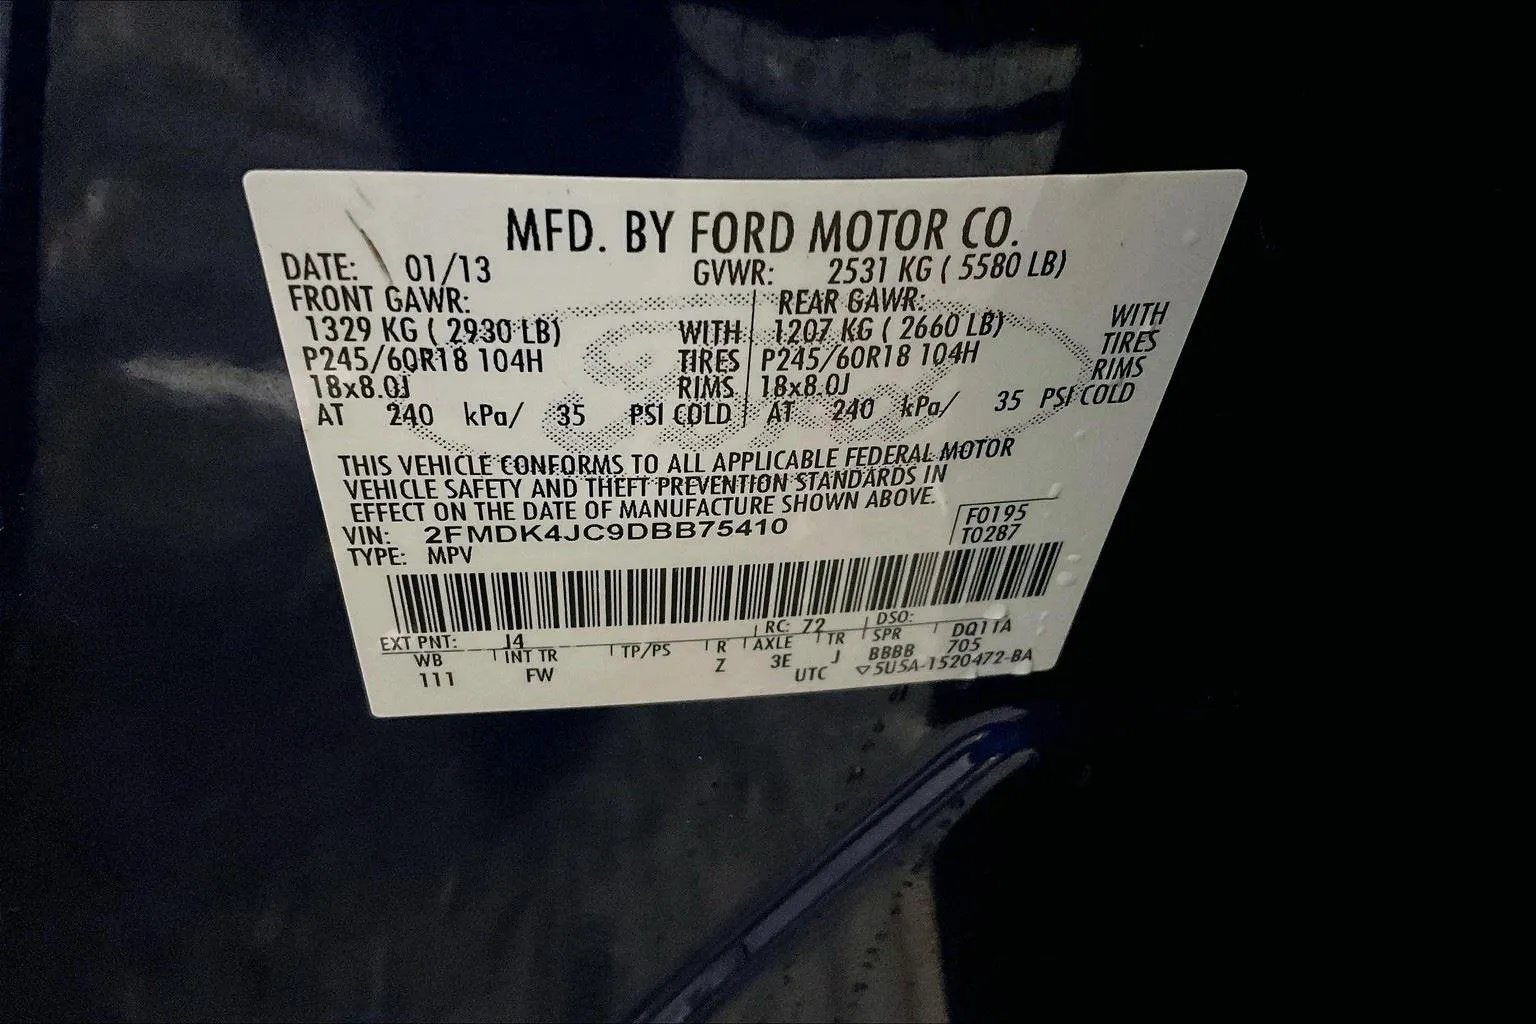 MFD. BY FORD MOTOR CO.
DATE: 01/13 GVWR: 2531 KG ( 5580 LB)
FRONT GAWR: REAR GAWR: WITH
1329 KG ( 2930 LB) WITH 1207 KG ( 2660 LB) TIRES
P245/60R18 104H TIRES P245/60R18 104H RIMS
18x8.0J RIMS 18x8.0J
AT 240 kPa/ 35 PSI COLD AT 240 kPa/ 35 PSI COLD
THIS VEHICLE CONFORMS TO ALL APPLICABLE FEDERAL MOTOR
VEHICLE SAFETY AND THEFT PREVENTION STANDARDS IN
EFFECT ON THE DATE OF MANUFACTURE SHOWN ABOVE.
VIN: 2FMDK4JC9DBB75410 F0195
TYPE: MPV T0287
EXT PNT: J4 RC: 72 DSO:
WB INT TR TP/PS R AXLE TR SPR DQ11A
111 FW Z 3E J BBBB 705
UTC ▽5U5A-1520472-BA